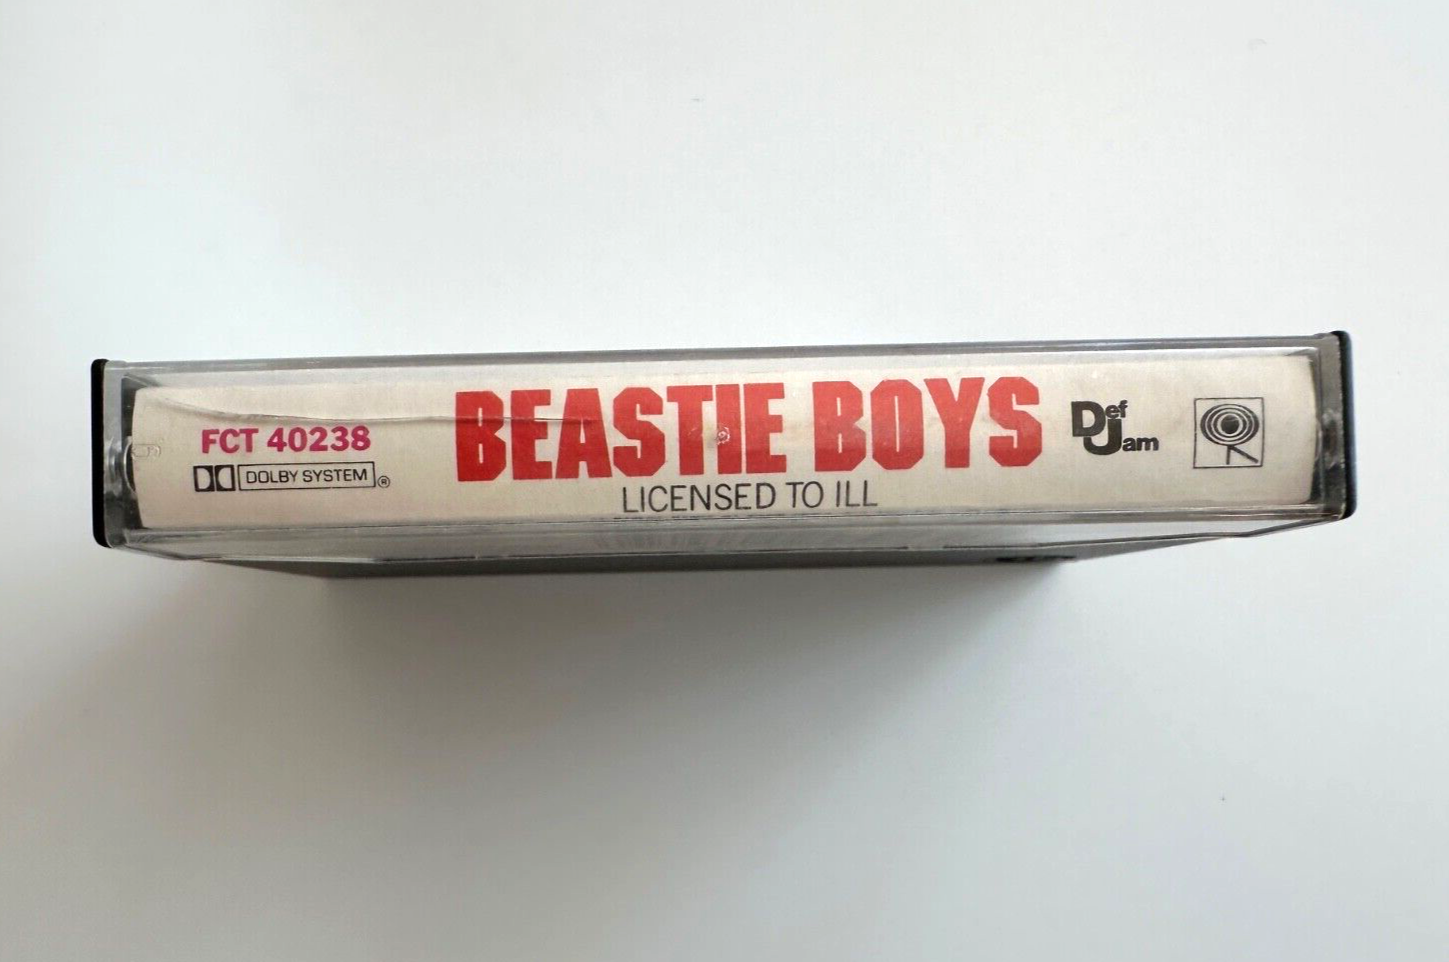 FCT 40238
DOLBY SYSTEM®
BEASTIE BOYS
LICENSED TO ILL
Def
Jam